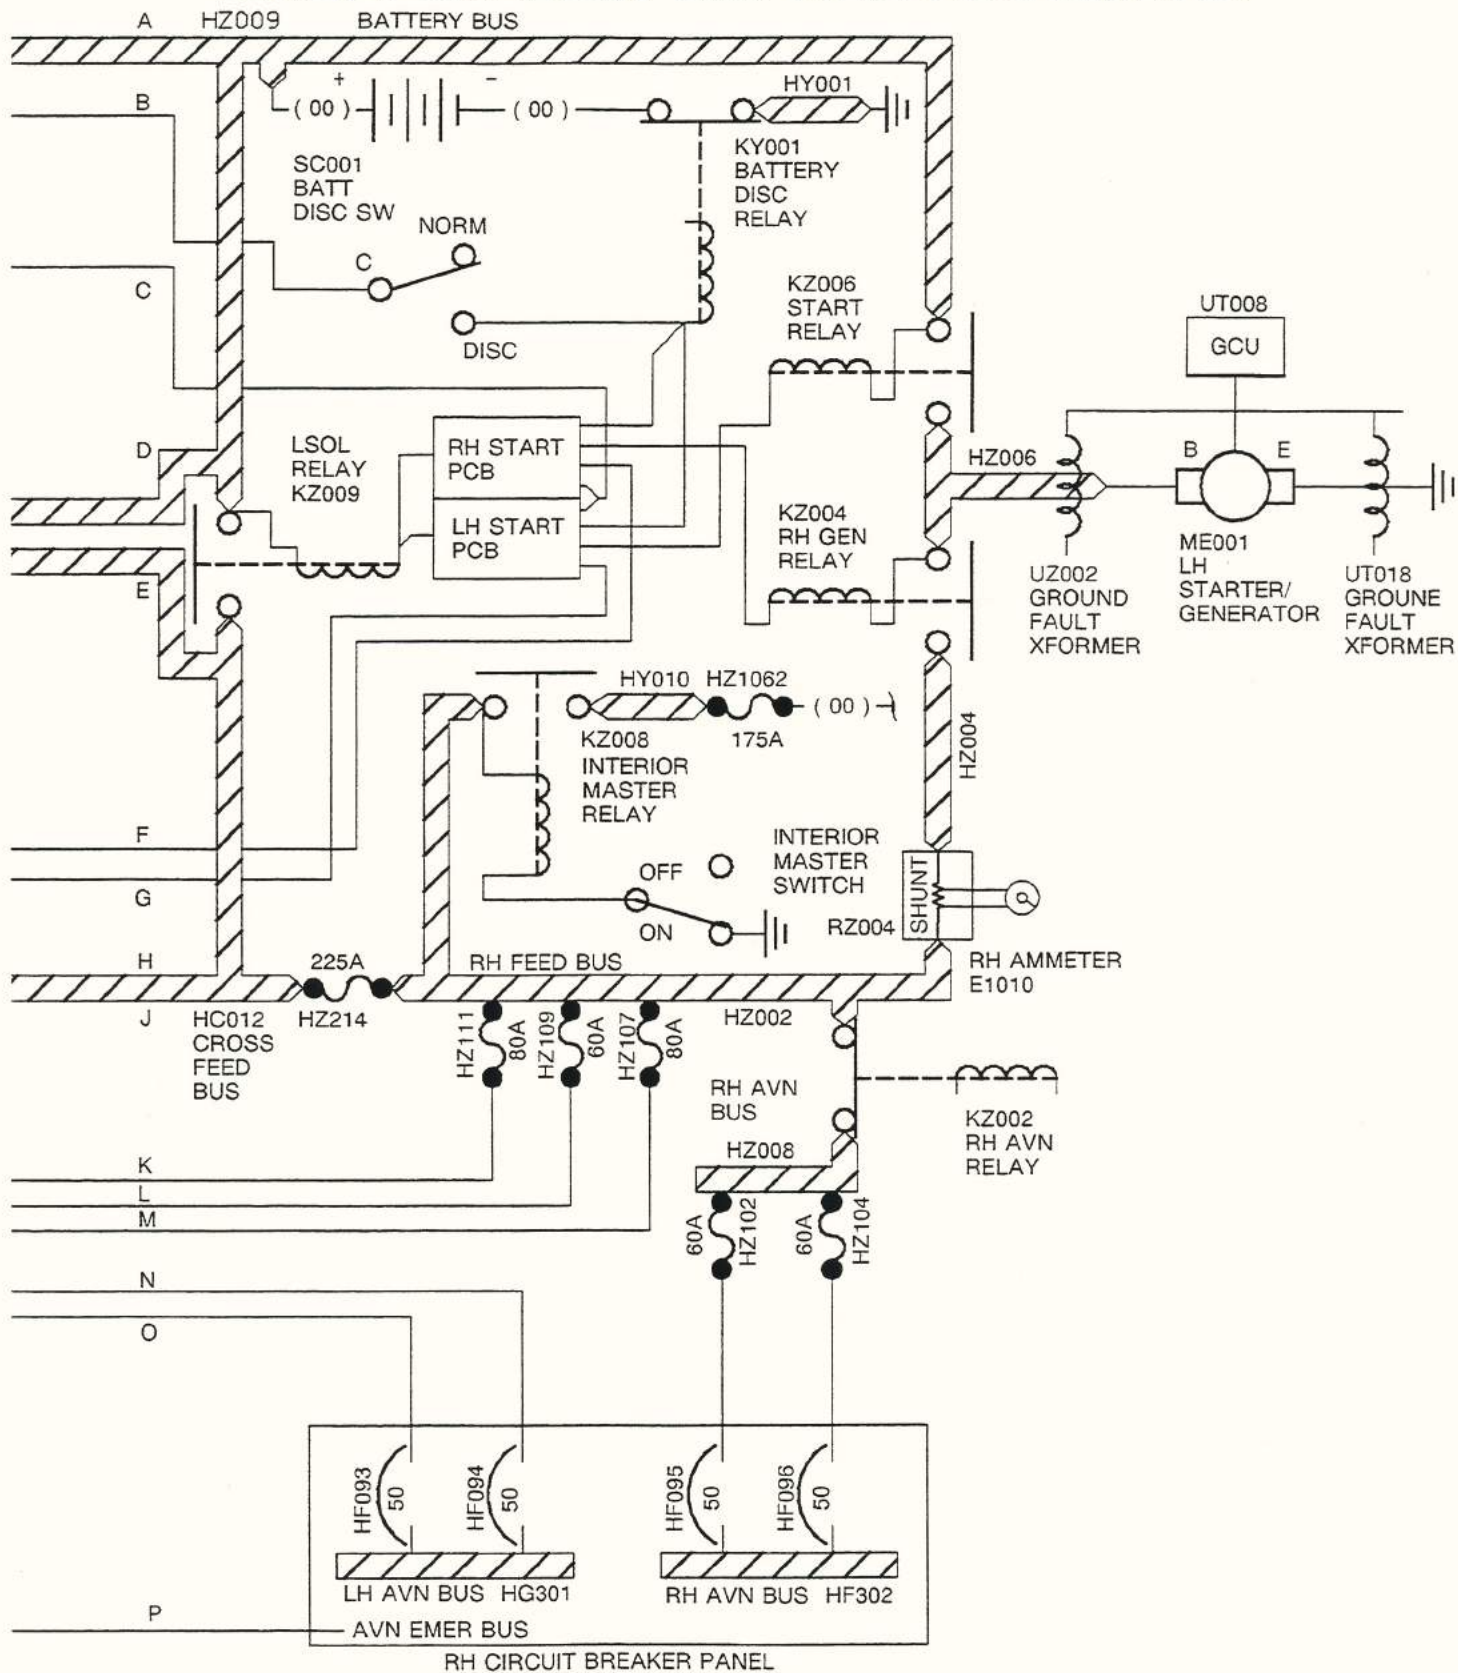 A HZ009 BATTERY BUS
+ -
B
( 00 ) ( 00 )
HY001
SC001
BATT
DISC SW
KY001
BATTERY
DISC
RELAY
NORM
C
DISC
C
KZ006
START
RELAY
UT008
GCU
D
LSOL
RELAY
KZ009
RH START
PCB
LH START
PCB
HZ006
B E
KZ004
RH GEN
RELAY
E
UZ002
GROUND
FAULT
XFORMER
ME001
LH
STARTER/
GENERATOR
UT018
GROUNE
FAULT
XFORMER
HY010 HZ1062
( 00 )
175A
KZ008
INTERIOR
MASTER
RELAY
HZ004
F
G
INTERIOR
MASTER
SWITCH
OFF
ON
SHUNT
RZ004
RH AMMETER
E1010
H
225A
RH FEED BUS
J
HC012
CROSS
FEED
BUS
HZ214
HZ111
80A
HZ109
60A
HZ107
80A
HZ002
RH AVN
BUS
KZ002
RH AVN
RELAY
HZ008
K
L
M
60A
HZ102
60A
HZ104
N
O
HF093
50
HF094
50
HF095
50
HF096
50
LH AVN BUS HG301
RH AVN BUS HF302
P
AVN EMER BUS
RH CIRCUIT BREAKER PANEL